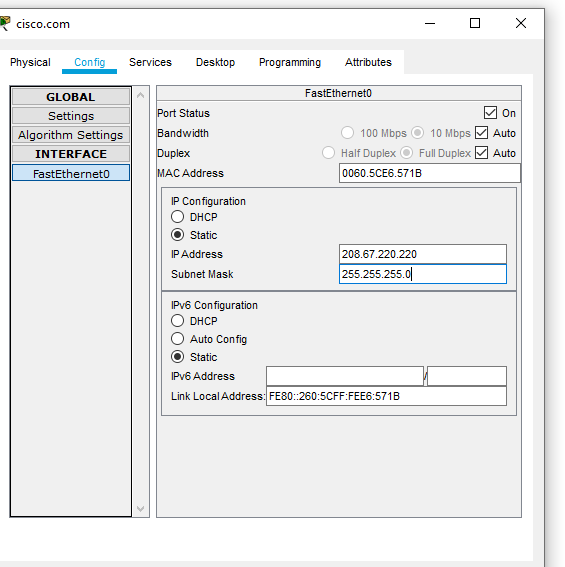 cisco.com
Physical Config Services Desktop Programming Attributes
GLOBAL
Settings
Algorithm Settings
INTERFACE
FastEthernet0
FastEthernet0
Port Status On
Bandwidth 100 Mbps 10 Mbps Auto
Duplex Half Duplex Full Duplex Auto
MAC Address 0060.5CE6.571B
IP Configuration
DHCP
Static
IP Address 208.67.220.220
Subnet Mask 255.255.255.0
IPv6 Configuration
DHCP
Auto Config
Static
IPv6 Address /
Link Local Address: FE80::260:5CFF:FEE6:571B